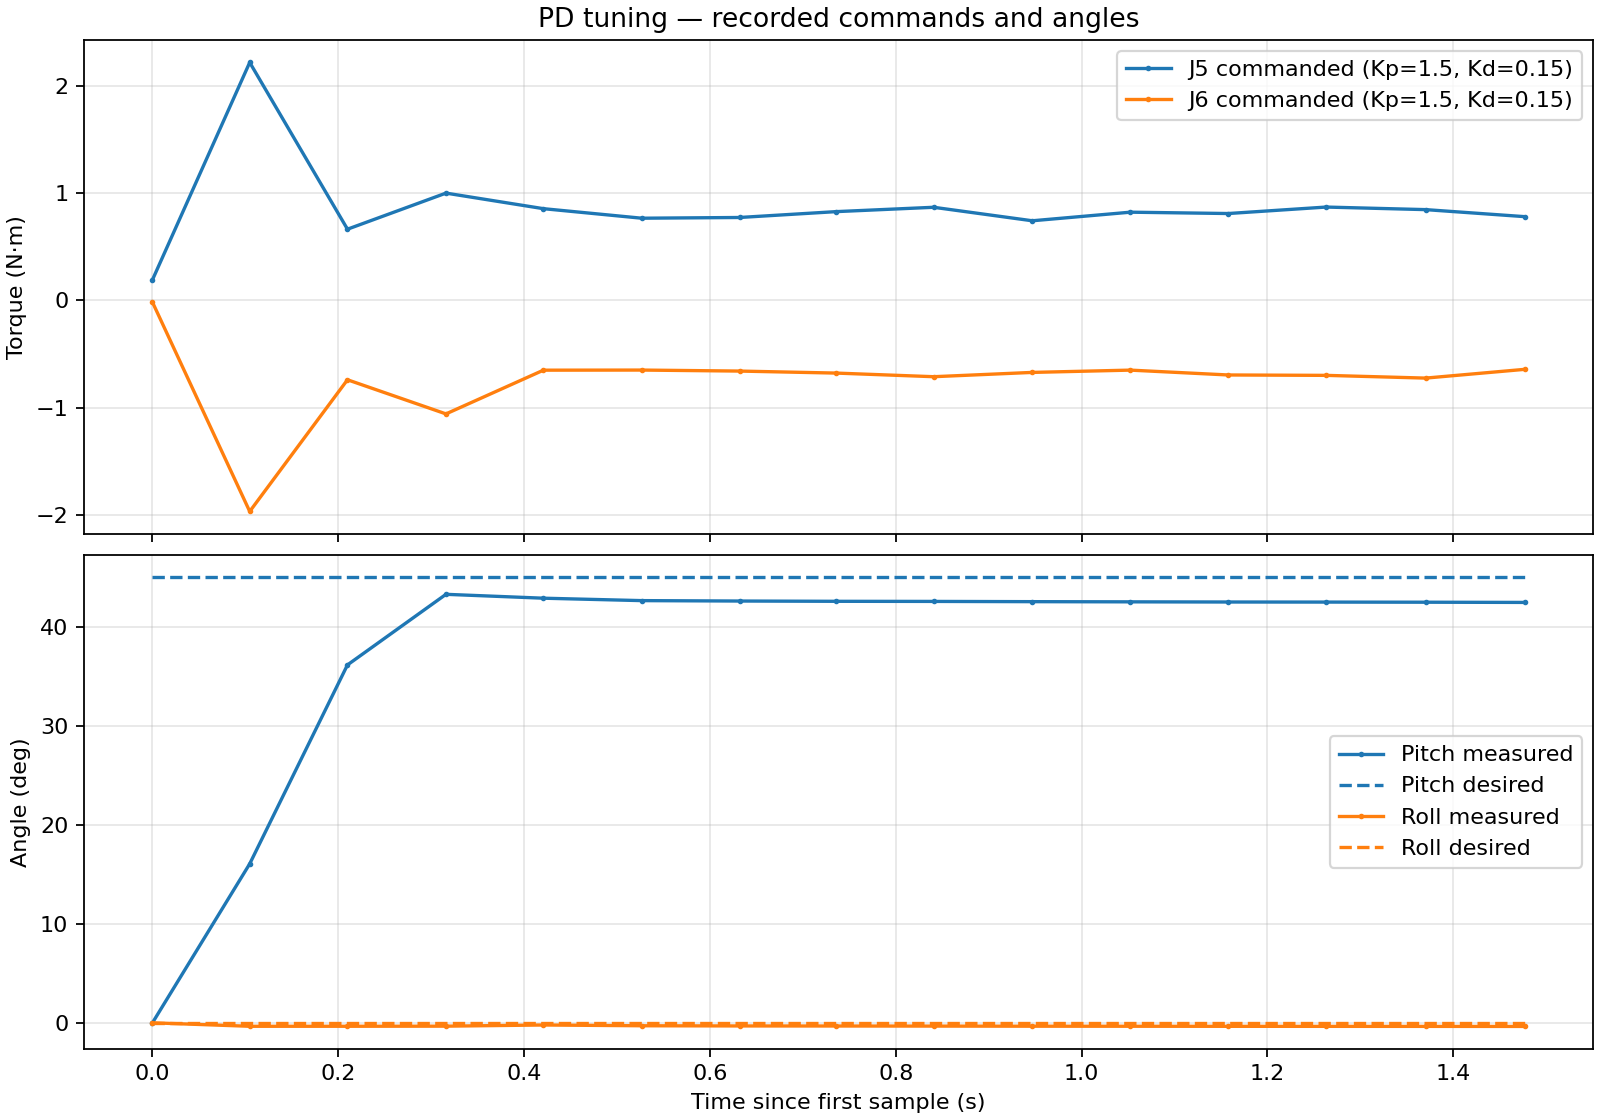 PD tuning — recorded commands and angles
J5 commanded (Kp=1.5, Kd=0.15)
J6 commanded (Kp=1.5, Kd=0.15)
Torque (N·m)
2
1
0
−1
−2
Pitch measured
Pitch desired
Roll measured
Roll desired
Angle (deg)
40
30
20
10
0
0.0 0.2 0.4 0.6 0.8 1.0 1.2 1.4
Time since first sample (s)